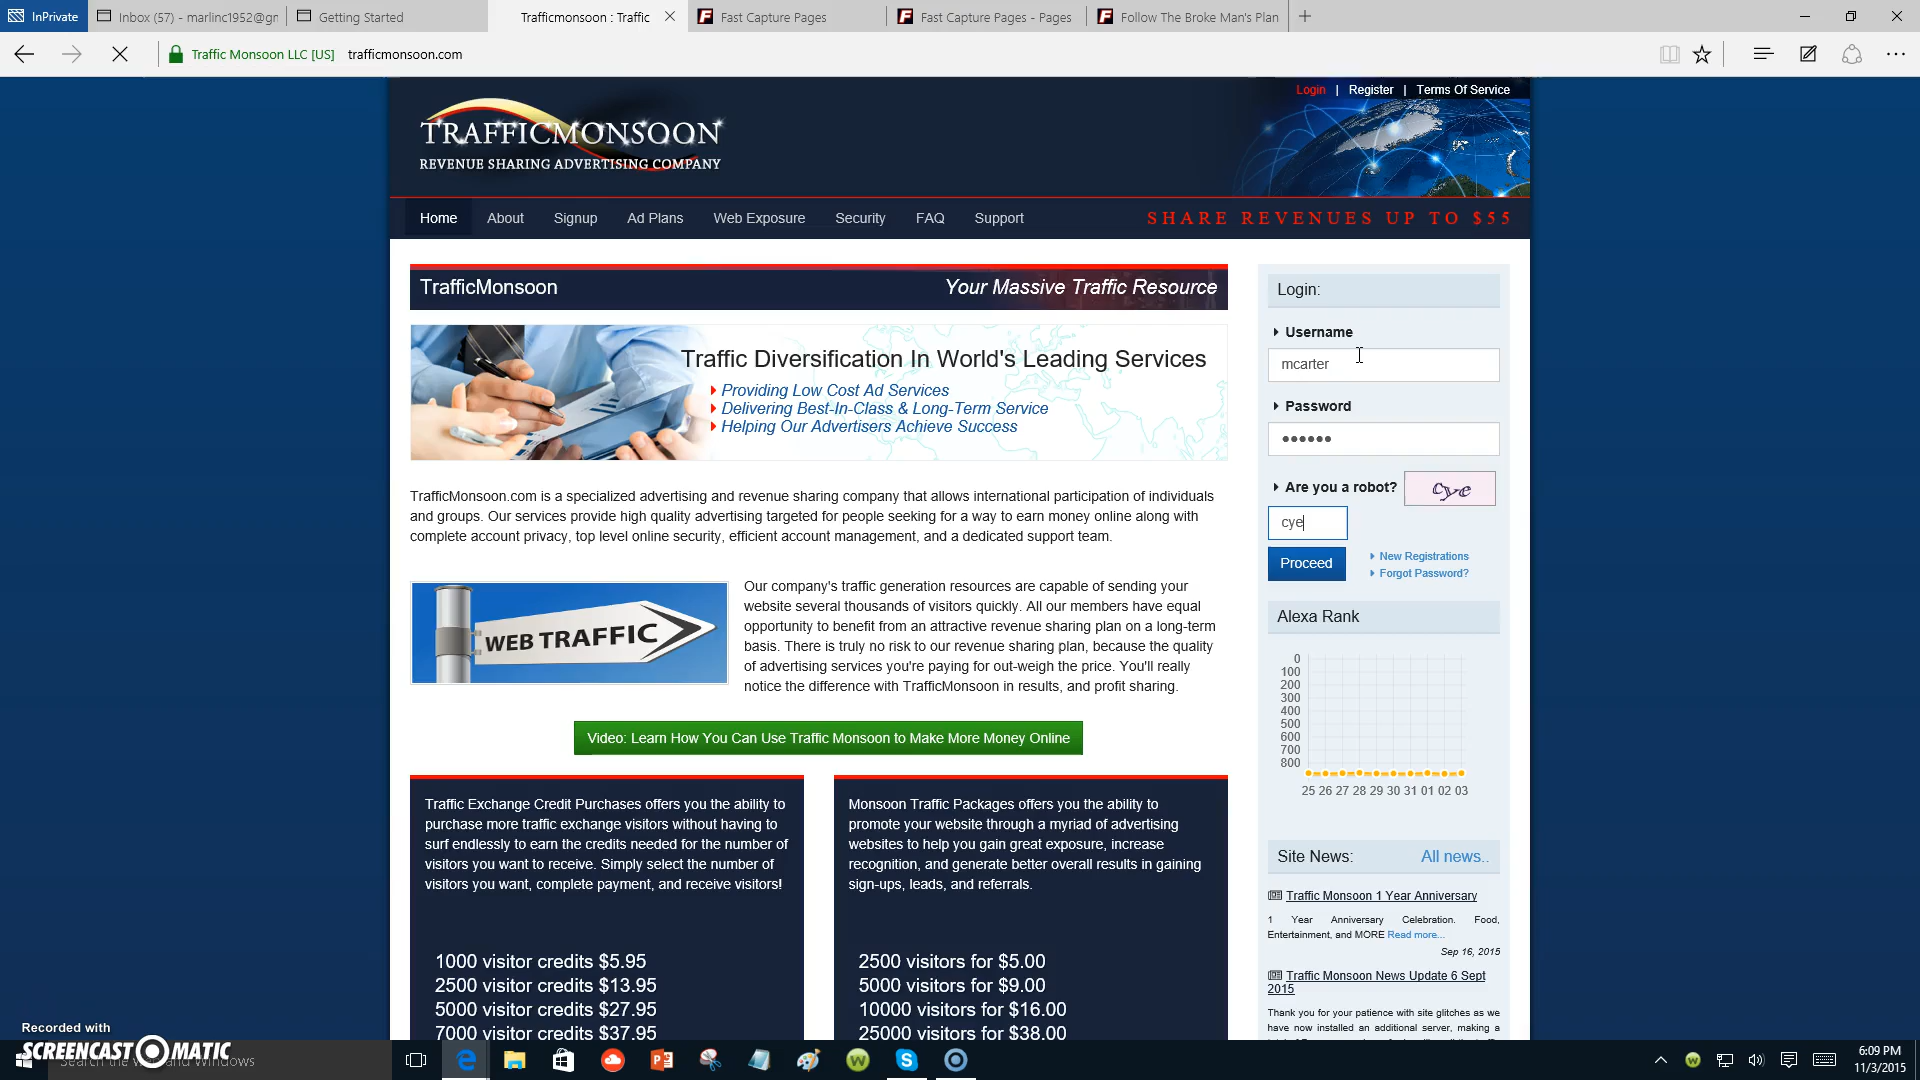 InPrivate
Inbox (57) - marlinc1952@gm
Getting Started
Trafficmonsoon : Traffic
Fast Capture Pages
Fast Capture Pages - Pages
Follow The Broke Man's Plan
Traffic Monsoon LLC [US] trafficmonsoon.com
Login | Register | Terms Of Service
TRAFFICMONSOON
REVENUE SHARING ADVERTISING COMPANY
Home About Signup Ad Plans Web Exposure Security FAQ Support
SHARE REVENUES UP TO $55
TrafficMonsoon
Your Massive Traffic Resource
Traffic Diversification In World's Leading Services
Providing Low Cost Ad Services
Delivering Best-In-Class & Long-Term Service
Helping Our Advertisers Achieve Success
TrafficMonsoon.com is a specialized advertising and revenue sharing company that allows international participation of individuals
and groups. Our services provide high quality advertising targeted for people seeking for a way to earn money online along with
complete account privacy, top level online security, efficient account management, and a dedicated support team.
WEB TRAFFIC
Our company's traffic generation resources are capable of sending your
website several thousands of visitors quickly. All our members have equal
opportunity to benefit from an attractive revenue sharing plan on a long-term
basis. There is truly no risk to our revenue sharing plan, because the quality
of advertising services you're paying for out-weigh the price. You'll really
notice the difference with TrafficMonsoon in results, and profit sharing.
Video: Learn How You Can Use Traffic Monsoon to Make More Money Online
Traffic Exchange Credit Purchases offers you the ability to
purchase more traffic exchange visitors without having to
surf endlessly to earn the credits needed for the number of
visitors you want to receive. Simply select the number of
visitors you want, complete payment, and receive visitors!
1000 visitor credits $5.95
2500 visitor credits $13.95
5000 visitor credits $27.95
7000 visitor credits $37.95
Monsoon Traffic Packages offers you the ability to
promote your website through a myriad of advertising
websites to help you gain great exposure, increase
recognition, and generate better overall results in gaining
sign-ups, leads, and referrals.
2500 visitors for $5.00
5000 visitors for $9.00
10000 visitors for $16.00
25000 visitors for $38.00
Login:
Username
mcarter
Password
Are you a robot? cye
cye
Proceed
New Registrations
Forgot Password?
Alexa Rank
0
100
200
300
400
500
600
700
800
25 26 27 28 29 30 31 01 02 03
Site News: All news..
Traffic Monsoon 1 Year Anniversary
1 Year Anniversary Celebration. Food,
Entertainment, and MORE Read more...
Sep 16, 2015
Traffic Monsoon News Update 6 Sept
2015
Thank you for your patience with site glitches as we
have now installed an additional server, making a
Recorded with
SCREENCAST-O-MATIC
6:09 PM
11/3/2015